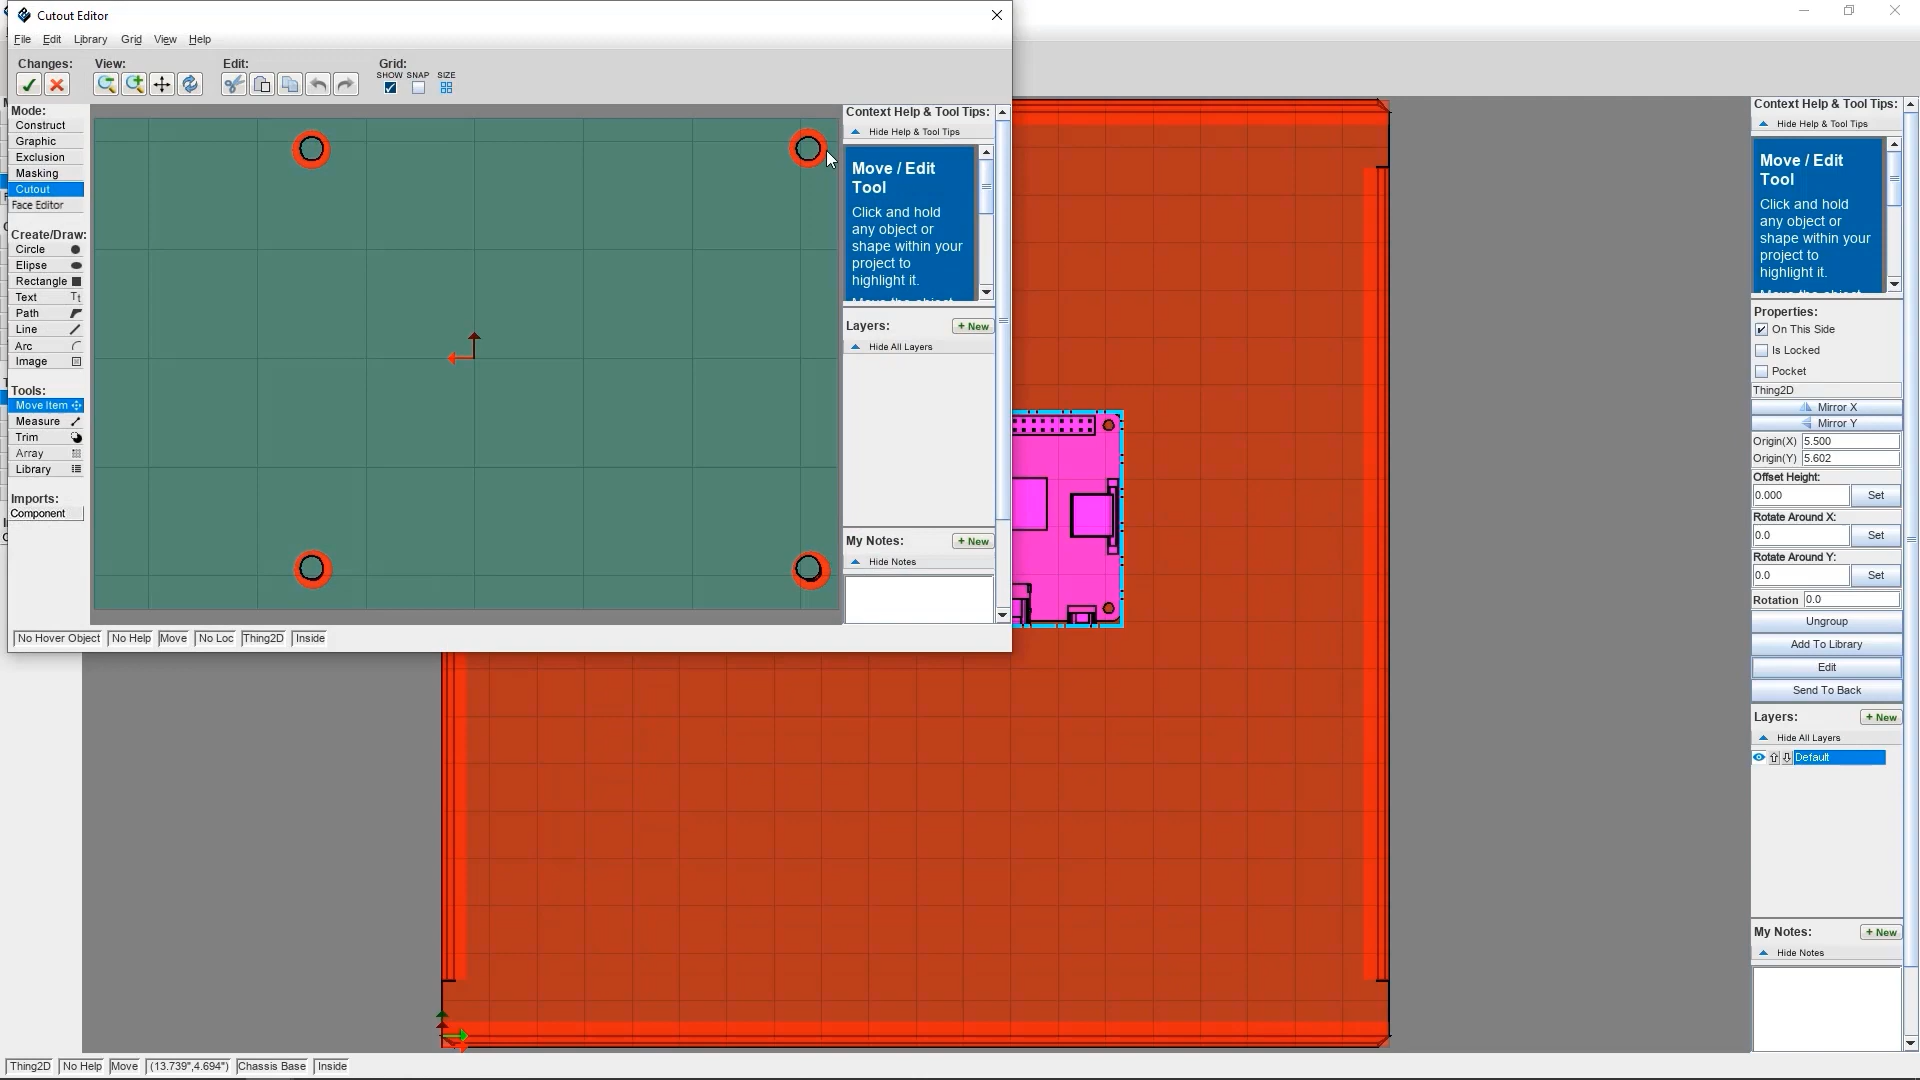 Cutout Editor
File Edit Library Grid View Help
Changes: View: Edit: Grid:
SHOW SNAP SIZE
Mode:
Construct
Graphic
Exclusion
Masking
Cutout
Face Editor
Create/Draw:
Circle
Elipse
Rectangle
Text Tt
Path
Line
Arc
Image
Tools:
Move Item
Measure
Trim
Array
Library
Imports:
Component
Context Help & Tool Tips:
Hide Help & Tool Tips
Move / Edit
Tool
Click and hold
any object or
shape within your
project to
highlight it.
Move the object
Layers: + New
Hide All Layers
My Notes: + New
Hide Notes
No Hover Object No Help Move No Loc Thing2D Inside
Context Help & Tool Tips:
Hide Help & Tool Tips
Move / Edit
Tool
Click and hold
any object or
shape within your
project to
highlight it.
Move the object
Properties:
On This Side
Is Locked
Pocket
Thing2D
Mirror X
Mirror Y
Origin(X) 5.500
Origin(Y) 5.602
Offset Height:
0.000 Set
Rotate Around X:
0.0 Set
Rotate Around Y:
0.0 Set
Rotation 0.0
Ungroup
Add To Library
Edit
Send To Back
Layers: + New
Hide All Layers
Default
My Notes: + New
Hide Notes
Thing2D No Help Move (13.739",4.694") Chassis Base Inside